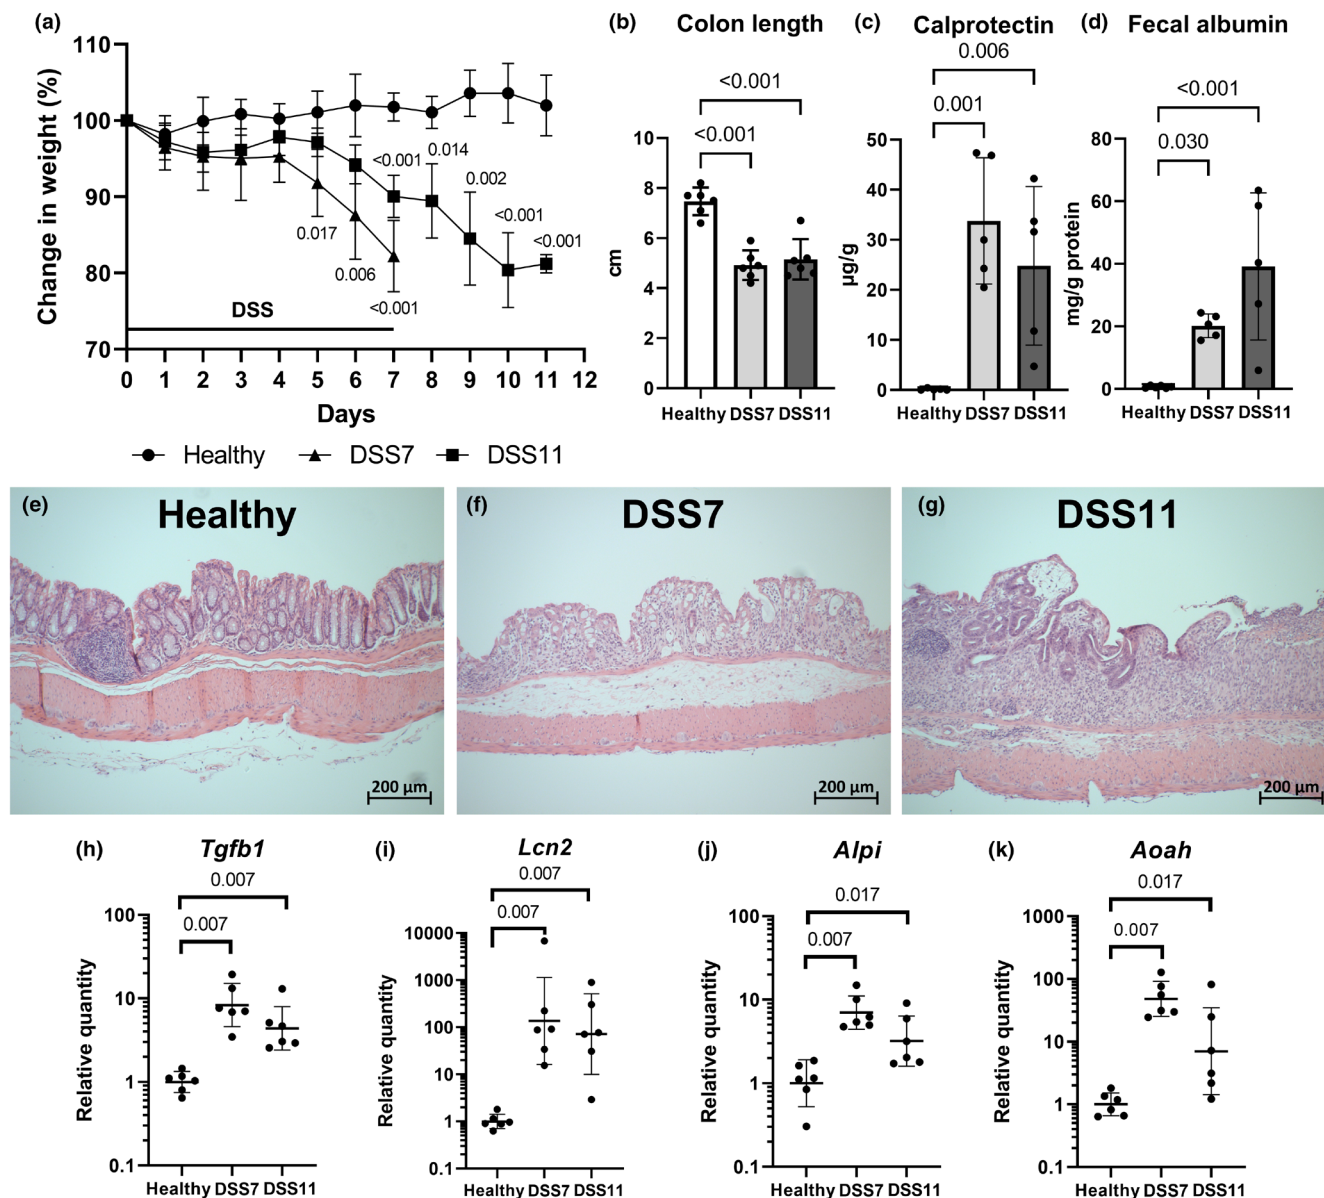 (a)
Change in weight (%)
110
100
90
80
70
<0.001
0.014
0.002
<0.001
<0.001
0.017
0.006
<0.001
DSS
0 1 2 3 4 5 6 7 8 9 10 11 12
Days
Healthy DSS7 DSS11
(b) Colon length
<0.001
<0.001
cm
10
8
6
4
2
0
Healthy DSS7 DSS11
(c) Calprotectin
0.006
0.001
µg/g
50
40
30
20
10
0
Healthy DSS7 DSS11
(d) Fecal albumin
<0.001
0.030
mg/g protein
80
60
40
20
0
Healthy DSS7 DSS11
(e) Healthy
200 µm
(f) DSS7
200 µm
(g) DSS11
200 µm
(h) Tgfb1
0.007
0.007
Relative quantity
100
10
1
0.1
Healthy DSS7 DSS11
(i) Lcn2
0.007
0.007
Relative quantity
10000
1000
100
10
1
0.1
Healthy DSS7 DSS11
(j) Alpi
0.017
0.007
Relative quantity
100
10
1
0.1
Healthy DSS7 DSS11
(k) Aoah
0.017
0.007
Relative quantity
1000
100
10
1
0.1
Healthy DSS7 DSS11